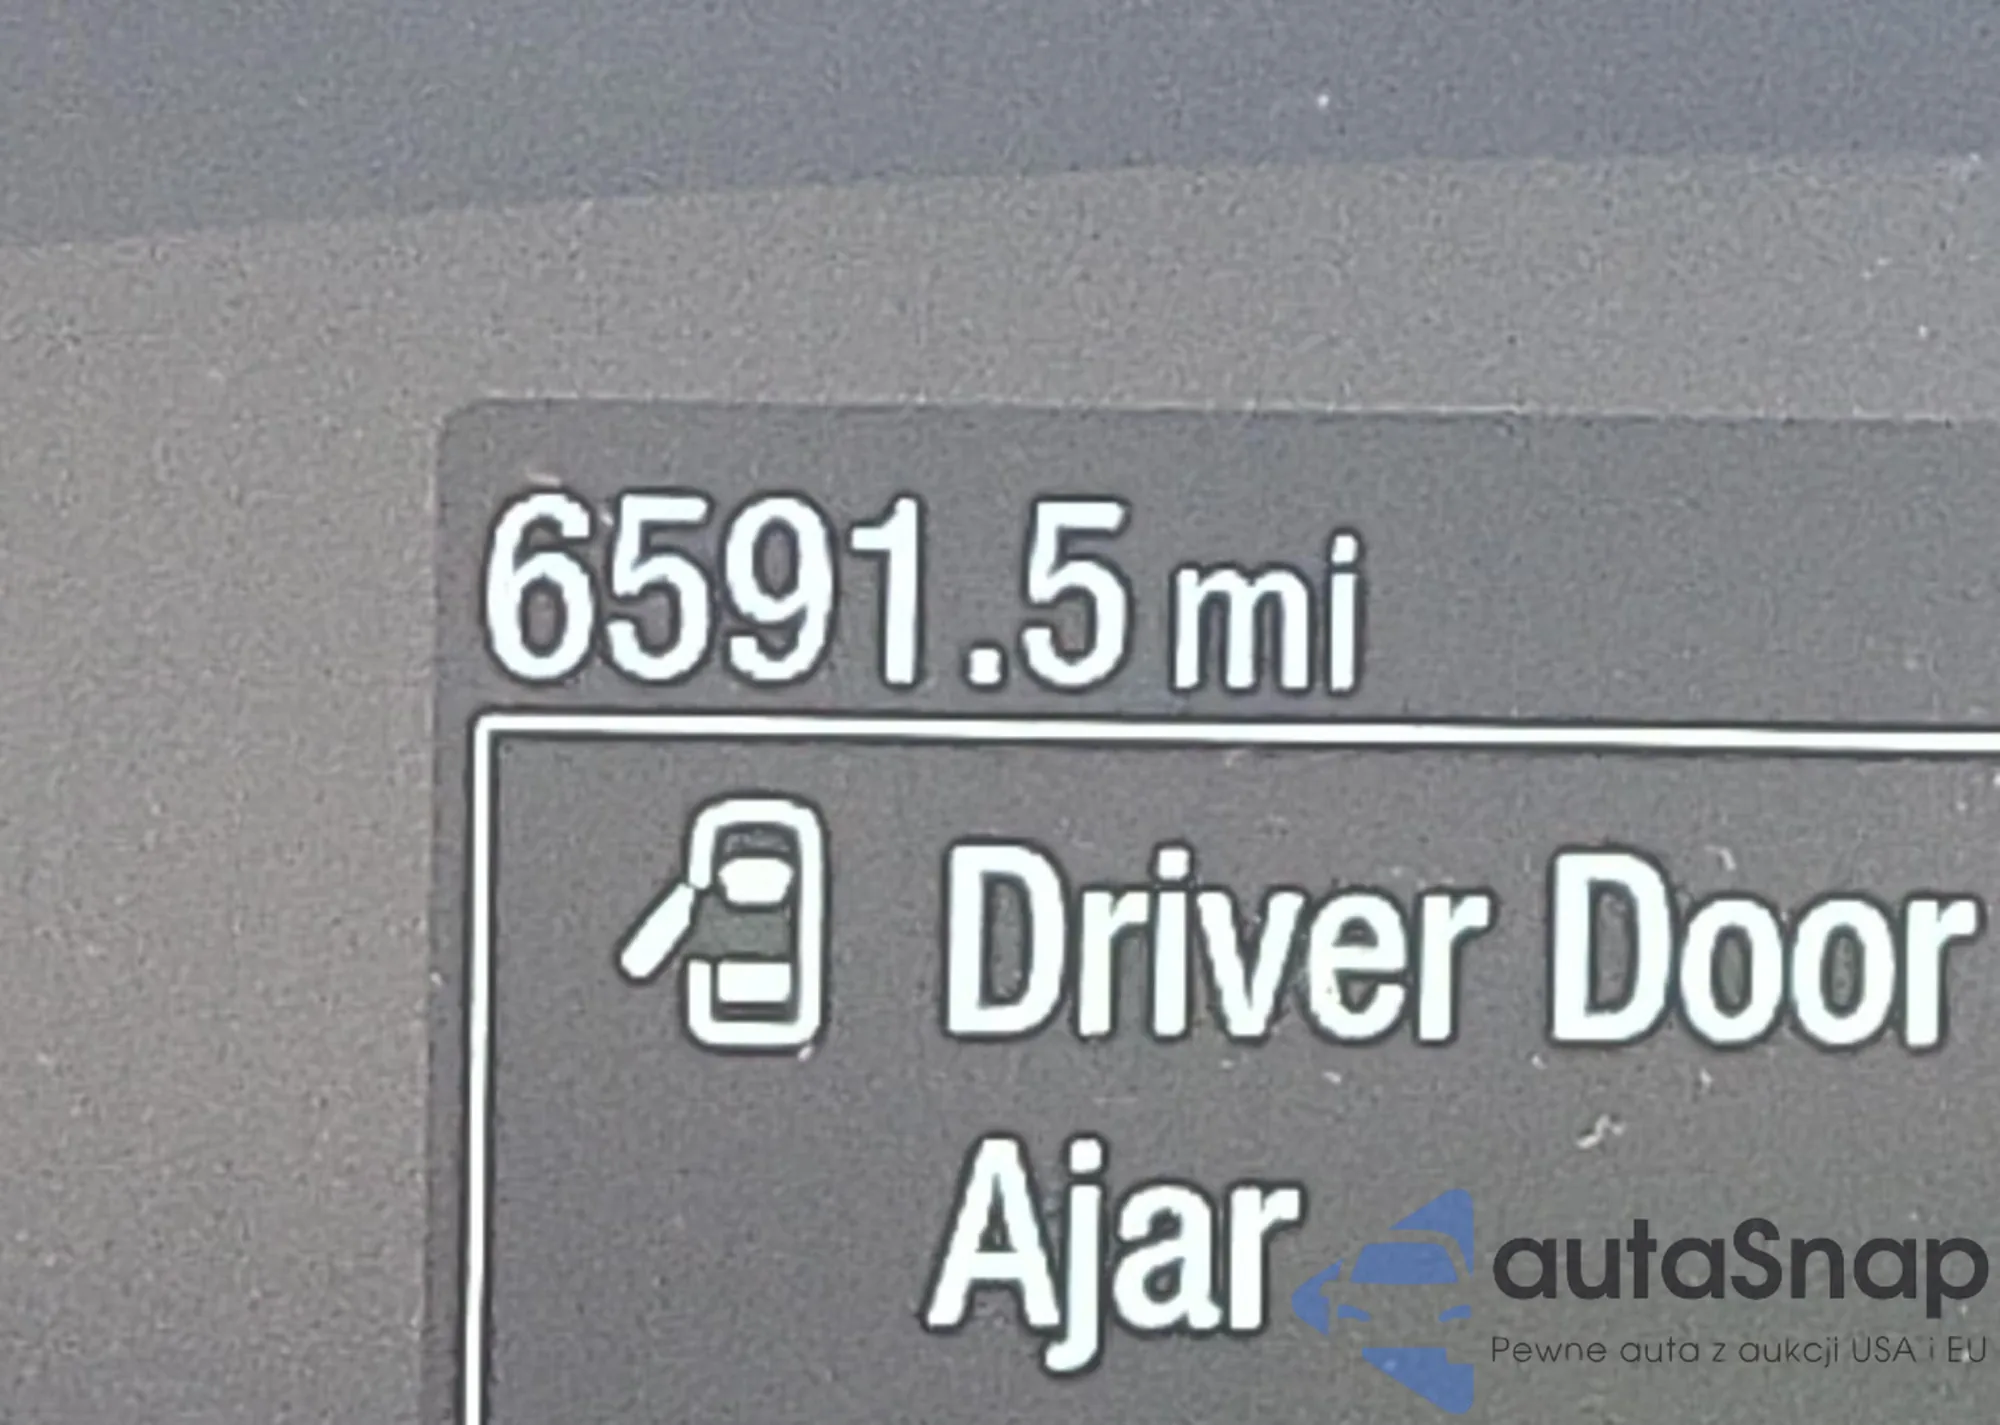 6591.5 mi
Driver Door
Ajar
autaSnap
Pewne auta z aukcji USA i EU